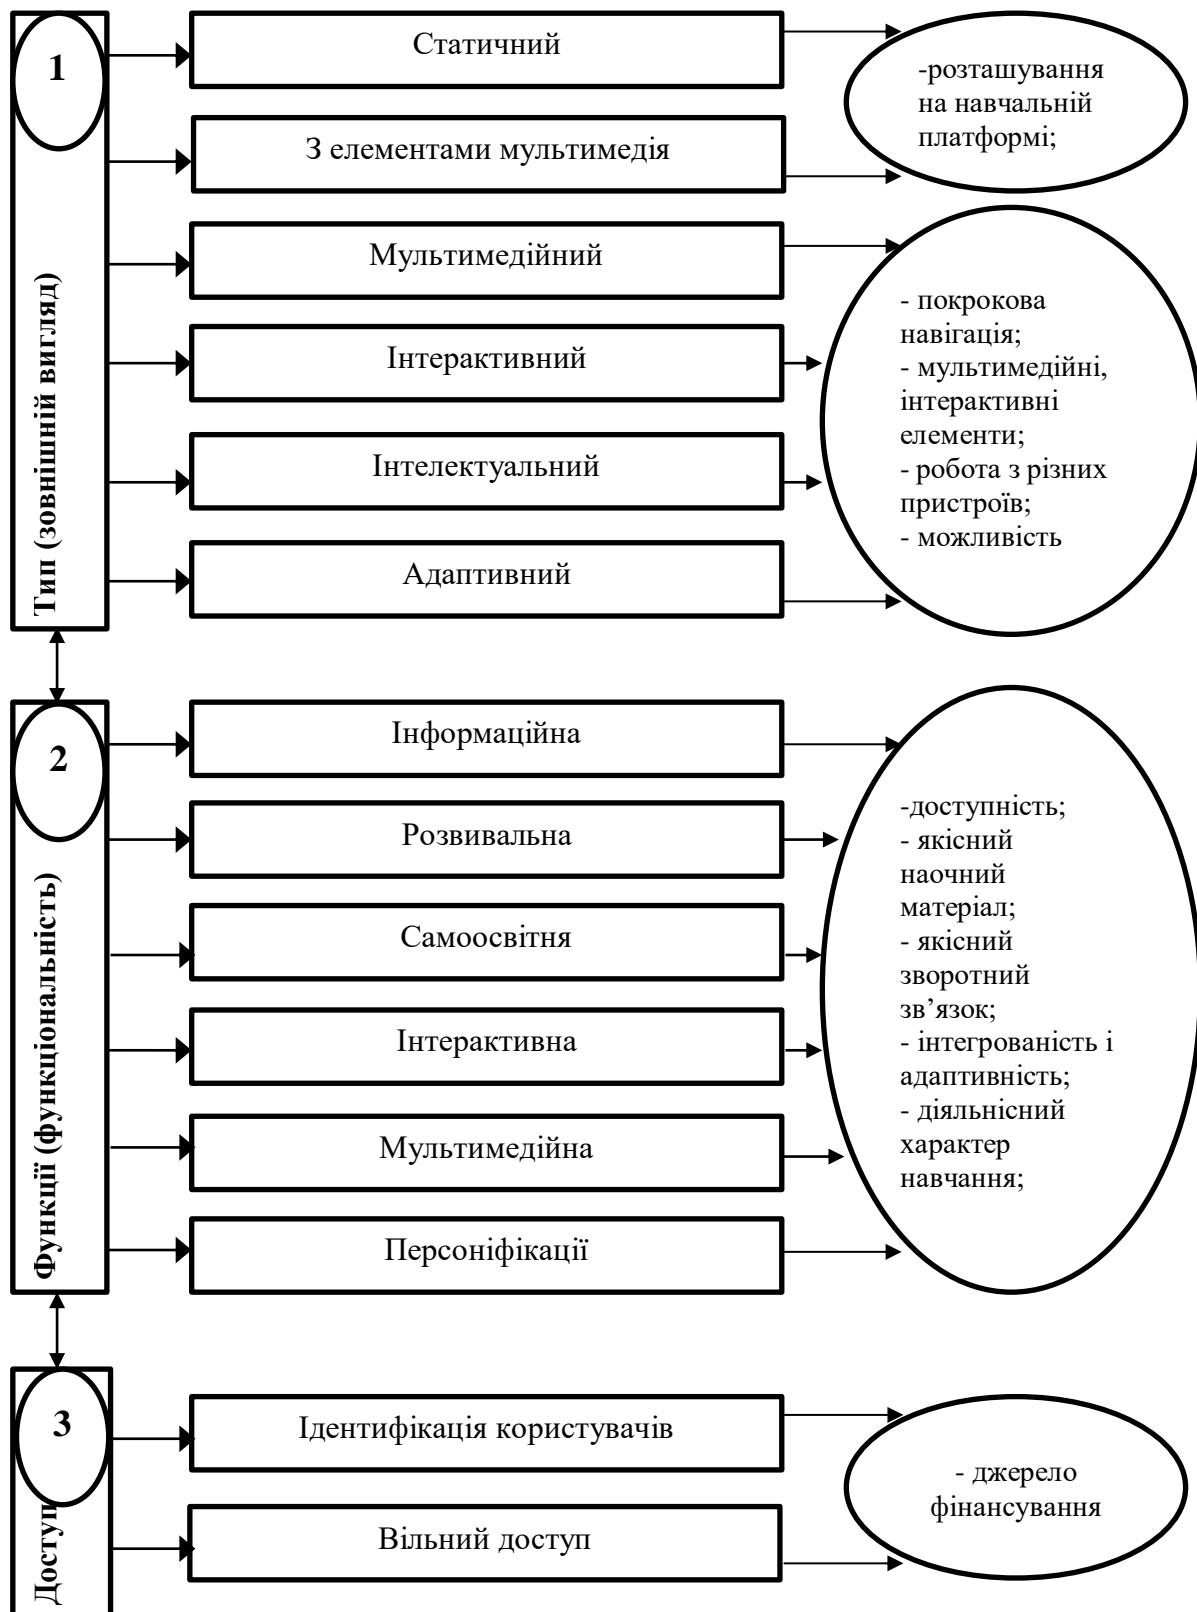 1
Тип (зовнішній вигляд)
Статичний
З елементами мультимедія
-розташування
на навчальній
платформі;
Мультимедійний
Інтерактивний
Інтелектуальний
Адаптивний
- покрокова
навігація;
- мультимедійні,
інтерактивні
елементи;
- робота з різних
пристроїв;
- можливість
2
Функції (функціональність)
Інформаційна
Розвивальна
Самоосвітня
Інтерактивна
Мультимедійна
Персоніфікації
-доступність;
- якісний
наочний
матеріал;
- якісний
зворотний
зв’язок;
- інтегрованість і
адаптивність;
- діяльнісний
характер
навчання;
3
Доступ
Ідентифікація користувачів
Вільний доступ
- джерело
фінансування